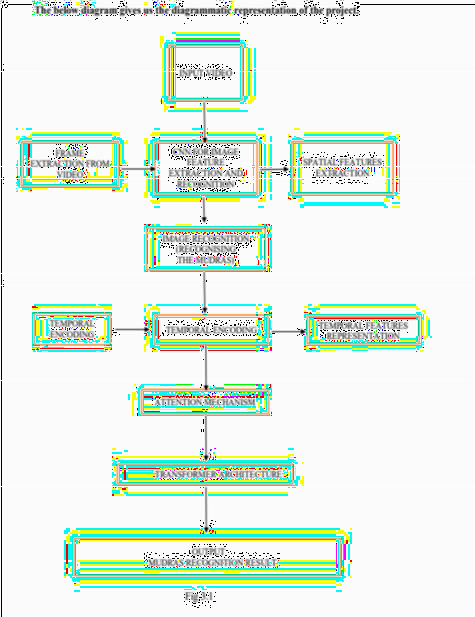 The below diagram gives us the diagrammatic representation of the project.
INPUT VIDEO
FRAME
EXTRACTION FROM
VIDEO
CNN FOR IMAGE
FEATURE
EXTRACTION AND
RECOGNITION
SPATIAL FEATURES
EXTRACTION
IMAGE RECOGNITION
(RECOGNISING
THE MUDRAS)
TEMPORAL
ENCODING
TEMPORAL ENCODING
TEMPORAL FEATURES
REPRESENTATION
ATTENTION MECHANISM
TRANSFORMER ARCHITECTURE
OUTPUT
MUDRAS RECOGNITION RESULT